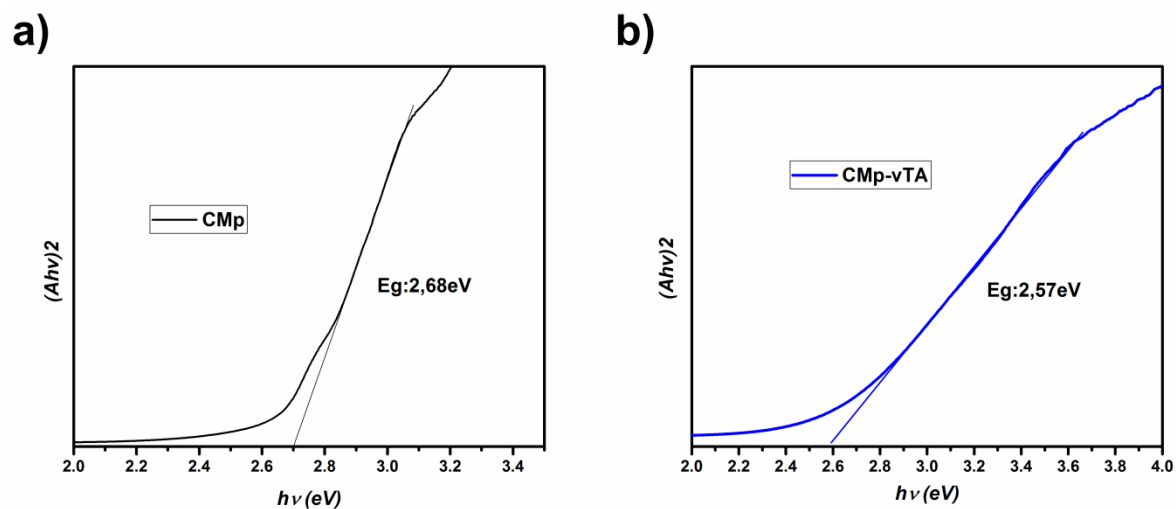 a)
(Ahv)2
CMp
Eg:2,68eV
2.0 2.2 2.4 2.6 2.8 3.0 3.2 3.4
hν (eV)
b)
(Ahv)2
CMp-vTA
Eg:2,57eV
2.0 2.2 2.4 2.6 2.8 3.0 3.2 3.4 3.6 3.8 4.0
hν (eV)